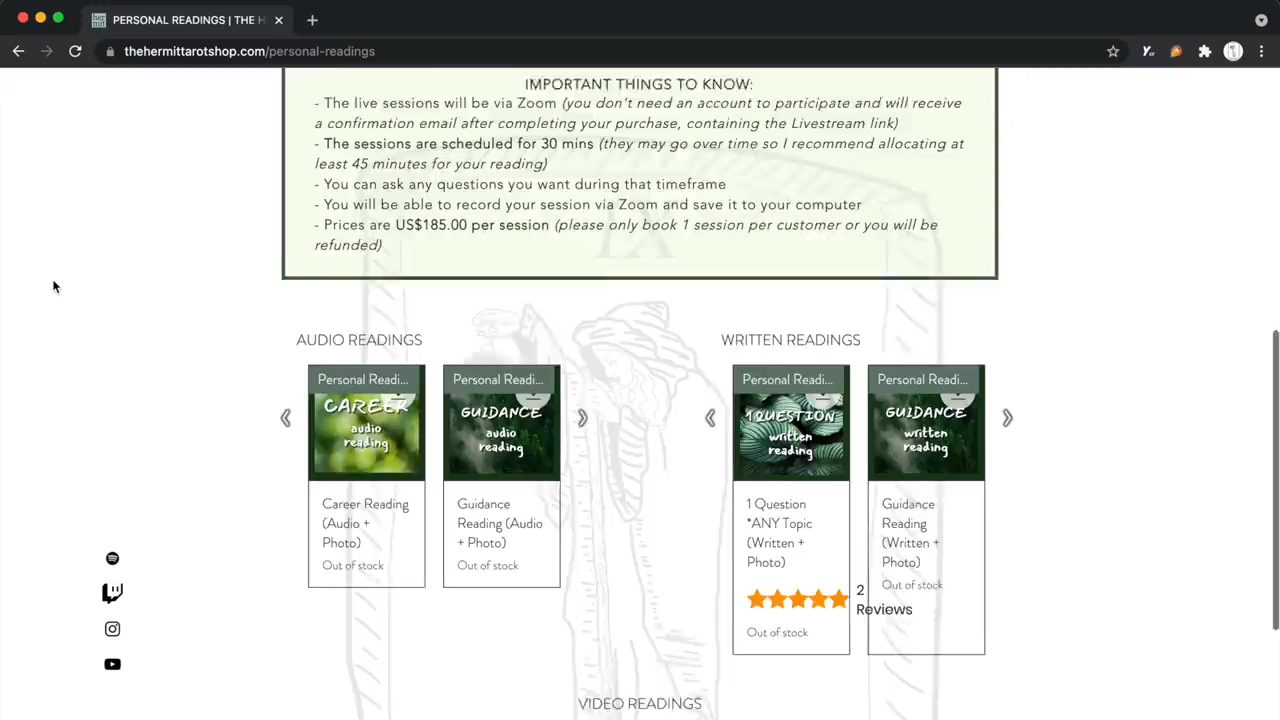 PERSONAL READINGS | THE H
thehermittarotshop.com/personal-readings
IMPORTANT THINGS TO KNOW:
- The live sessions will be via Zoom (you don't need an account to participate and will receive
a confirmation email after completing your purchase, containing the Livestream link)
- The sessions are scheduled for 30 mins (they may go over time so I recommend allocating at
least 45 minutes for your reading)
- You can ask any questions you want during that timeframe
- You will be able to record your session via Zoom and save it to your computer
- Prices are US$185.00 per session (please only book 1 session per customer or you will be
refunded)
IX
AUDIO READINGS
Personal Readi...
CAREER
audio
reading
Career Reading
(Audio +
Photo)
Out of stock
Personal Readi...
GUIDANCE
audio
reading
Guidance
Reading (Audio
+ Photo)
Out of stock
WRITTEN READINGS
Personal Readi...
1 QUESTION
written
reading
1 Question
*ANY Topic
(Written +
Photo)
2
Reviews
Out of stock
Personal Readi...
GUIDANCE
written
reading
Guidance
Reading
(Written +
Photo)
Out of stock
VIDEO READINGS